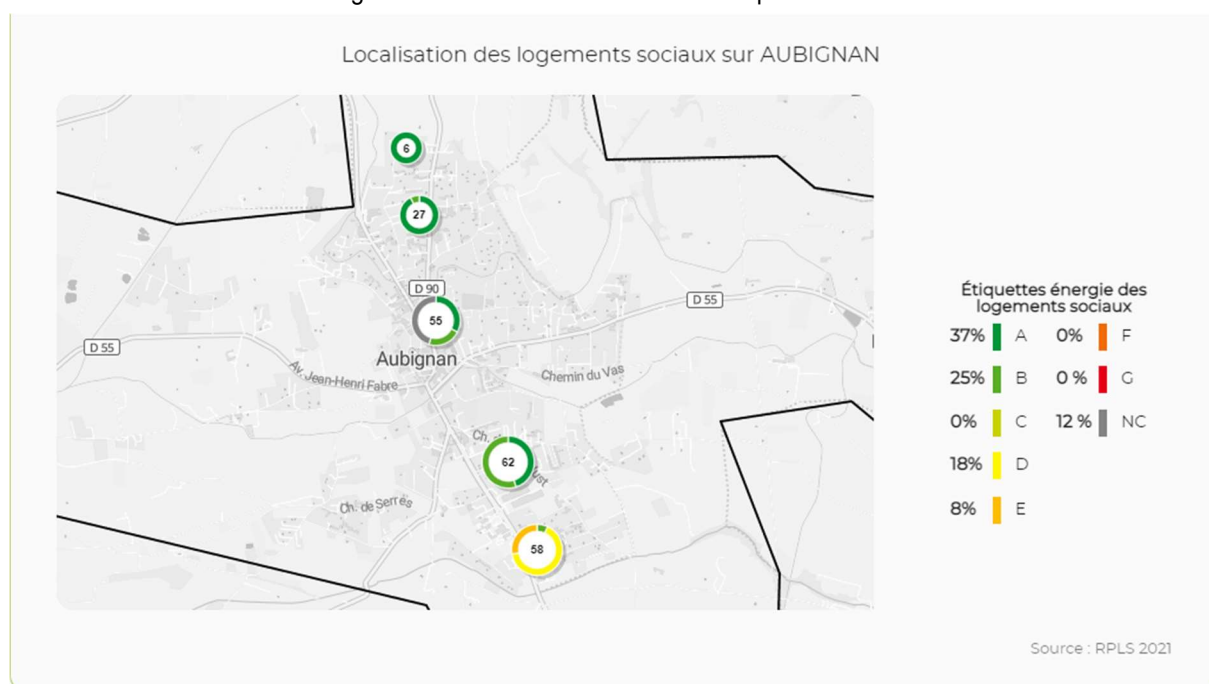 Localisation des logements sociaux sur AUBIGNAN
6
27
D 90
55
D 55
Aubignan
D 55
Av. Jean-Henri Fabre
Chemin du Vas
Ch.
62
Ch. de Serres
58
Étiquettes énergie des
logements sociaux
37% A 0% F
25% B 0 % G
0% C 12 % NC
18% D
8% E
Source : RPLS 2021